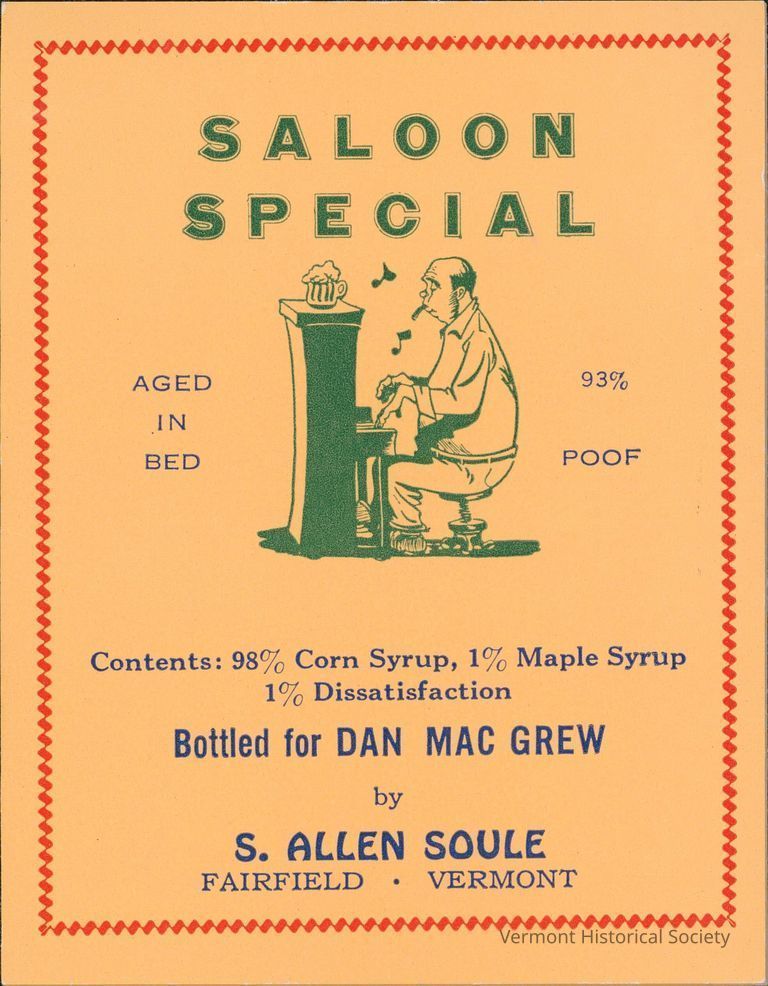 SALOON
SPECIAL
AGED
IN
BED
93%
POOF
Contents: 98% Corn Syrup, 1% Maple Syrup
1% Dissatisfaction
Bottled for DAN MAC GREW
by
S. ALLEN SOULE
FAIRFIELD • VERMONT
Vermont Historical Society